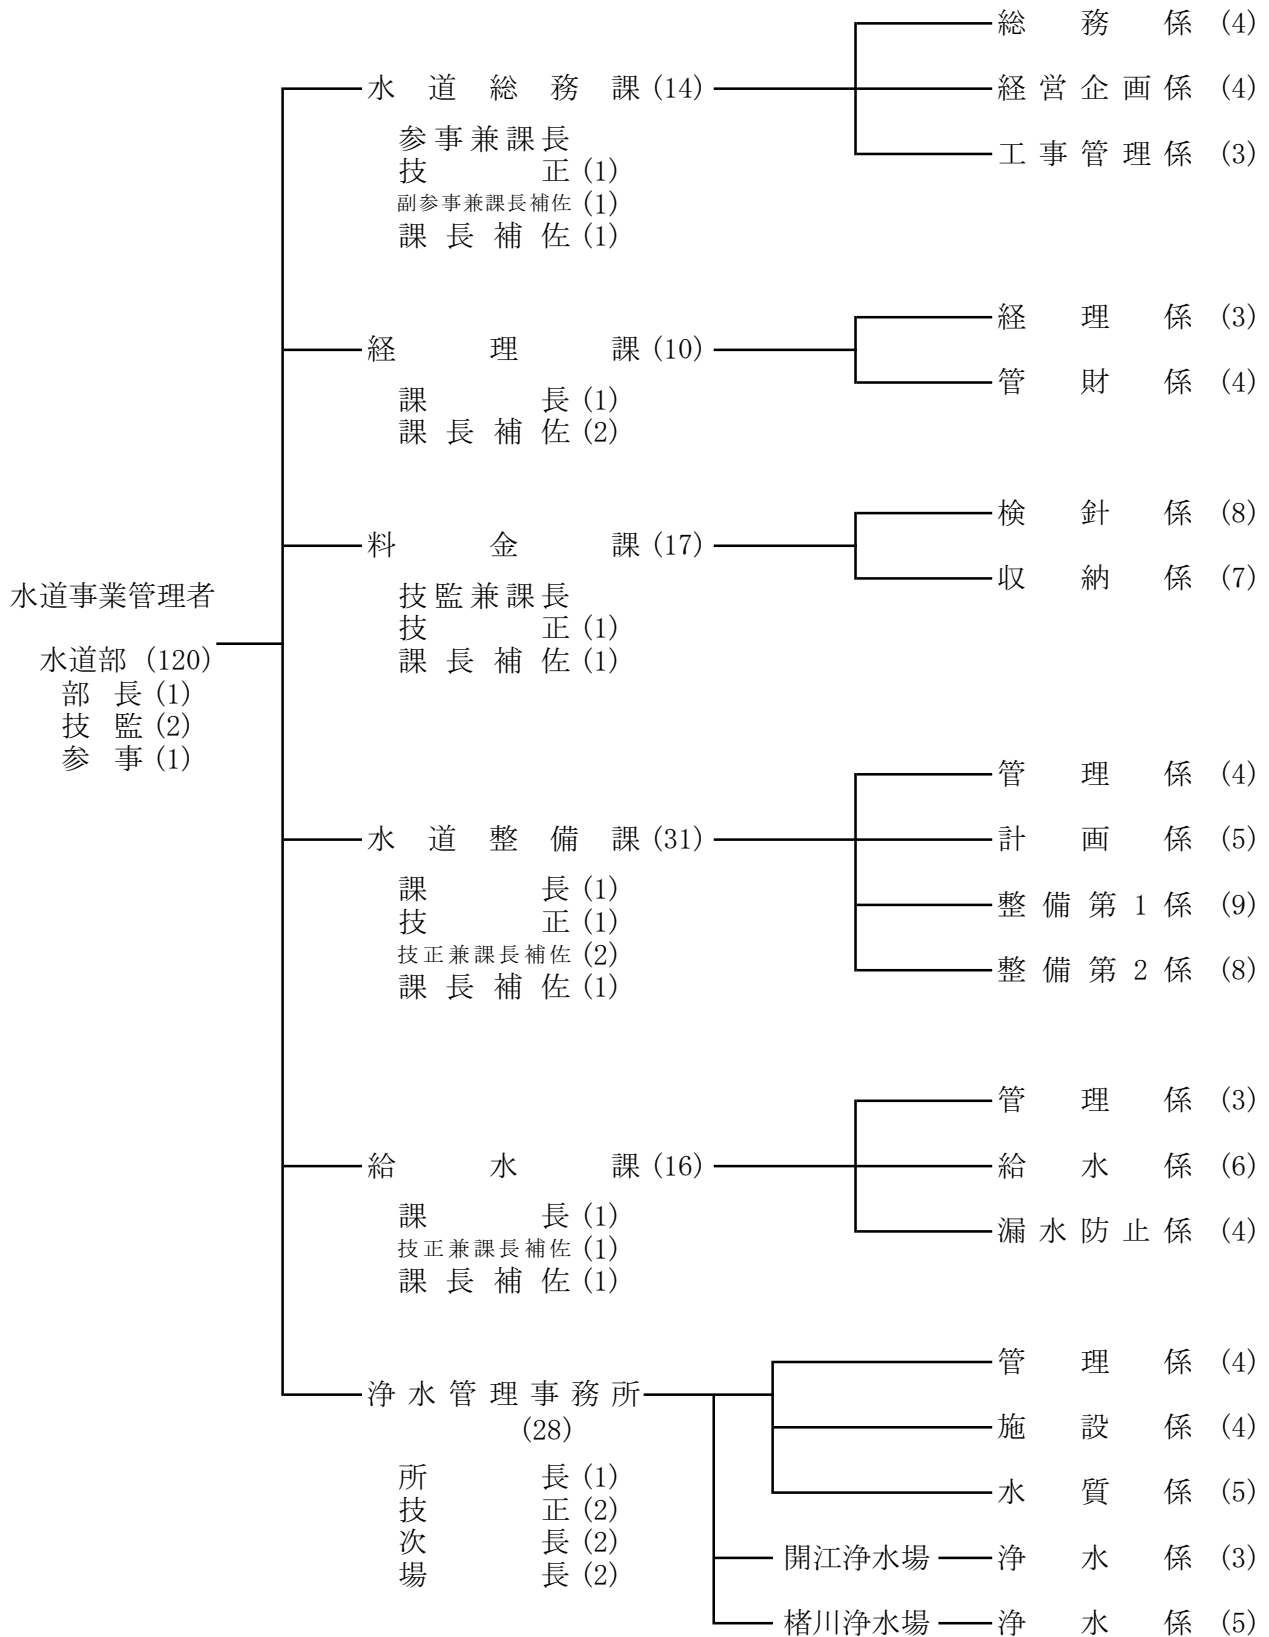 水道事業管理者
水道部 (120)
部長 (1)
技監 (2)
参事 (1)
水道総務課 (14)
参事兼課長
技正 (1)
副参事兼課長補佐 (1)
課長補佐 (1)
総務係 (4)
経営企画係 (4)
工事管理係 (3)
経理課 (10)
課長 (1)
課長補佐 (2)
経理係 (3)
管財係 (4)
料金課 (17)
技監兼課長
技正 (1)
課長補佐 (1)
検針係 (8)
収納係 (7)
水道整備課 (31)
課長 (1)
技正 (1)
技正兼課長補佐 (2)
課長補佐 (1)
管理係 (4)
計画係 (5)
整備第1係 (9)
整備第2係 (8)
給水課 (16)
課長 (1)
技正兼課長補佐 (1)
課長補佐 (1)
管理係 (3)
給水係 (6)
漏水防止係 (4)
浄水管理事務所
(28)
所長 (1)
技正 (2)
次長 (2)
場長 (2)
管理係 (4)
施設係 (4)
水質係 (5)
開江浄水場 浄水係 (3)
楮川浄水場 浄水係 (5)